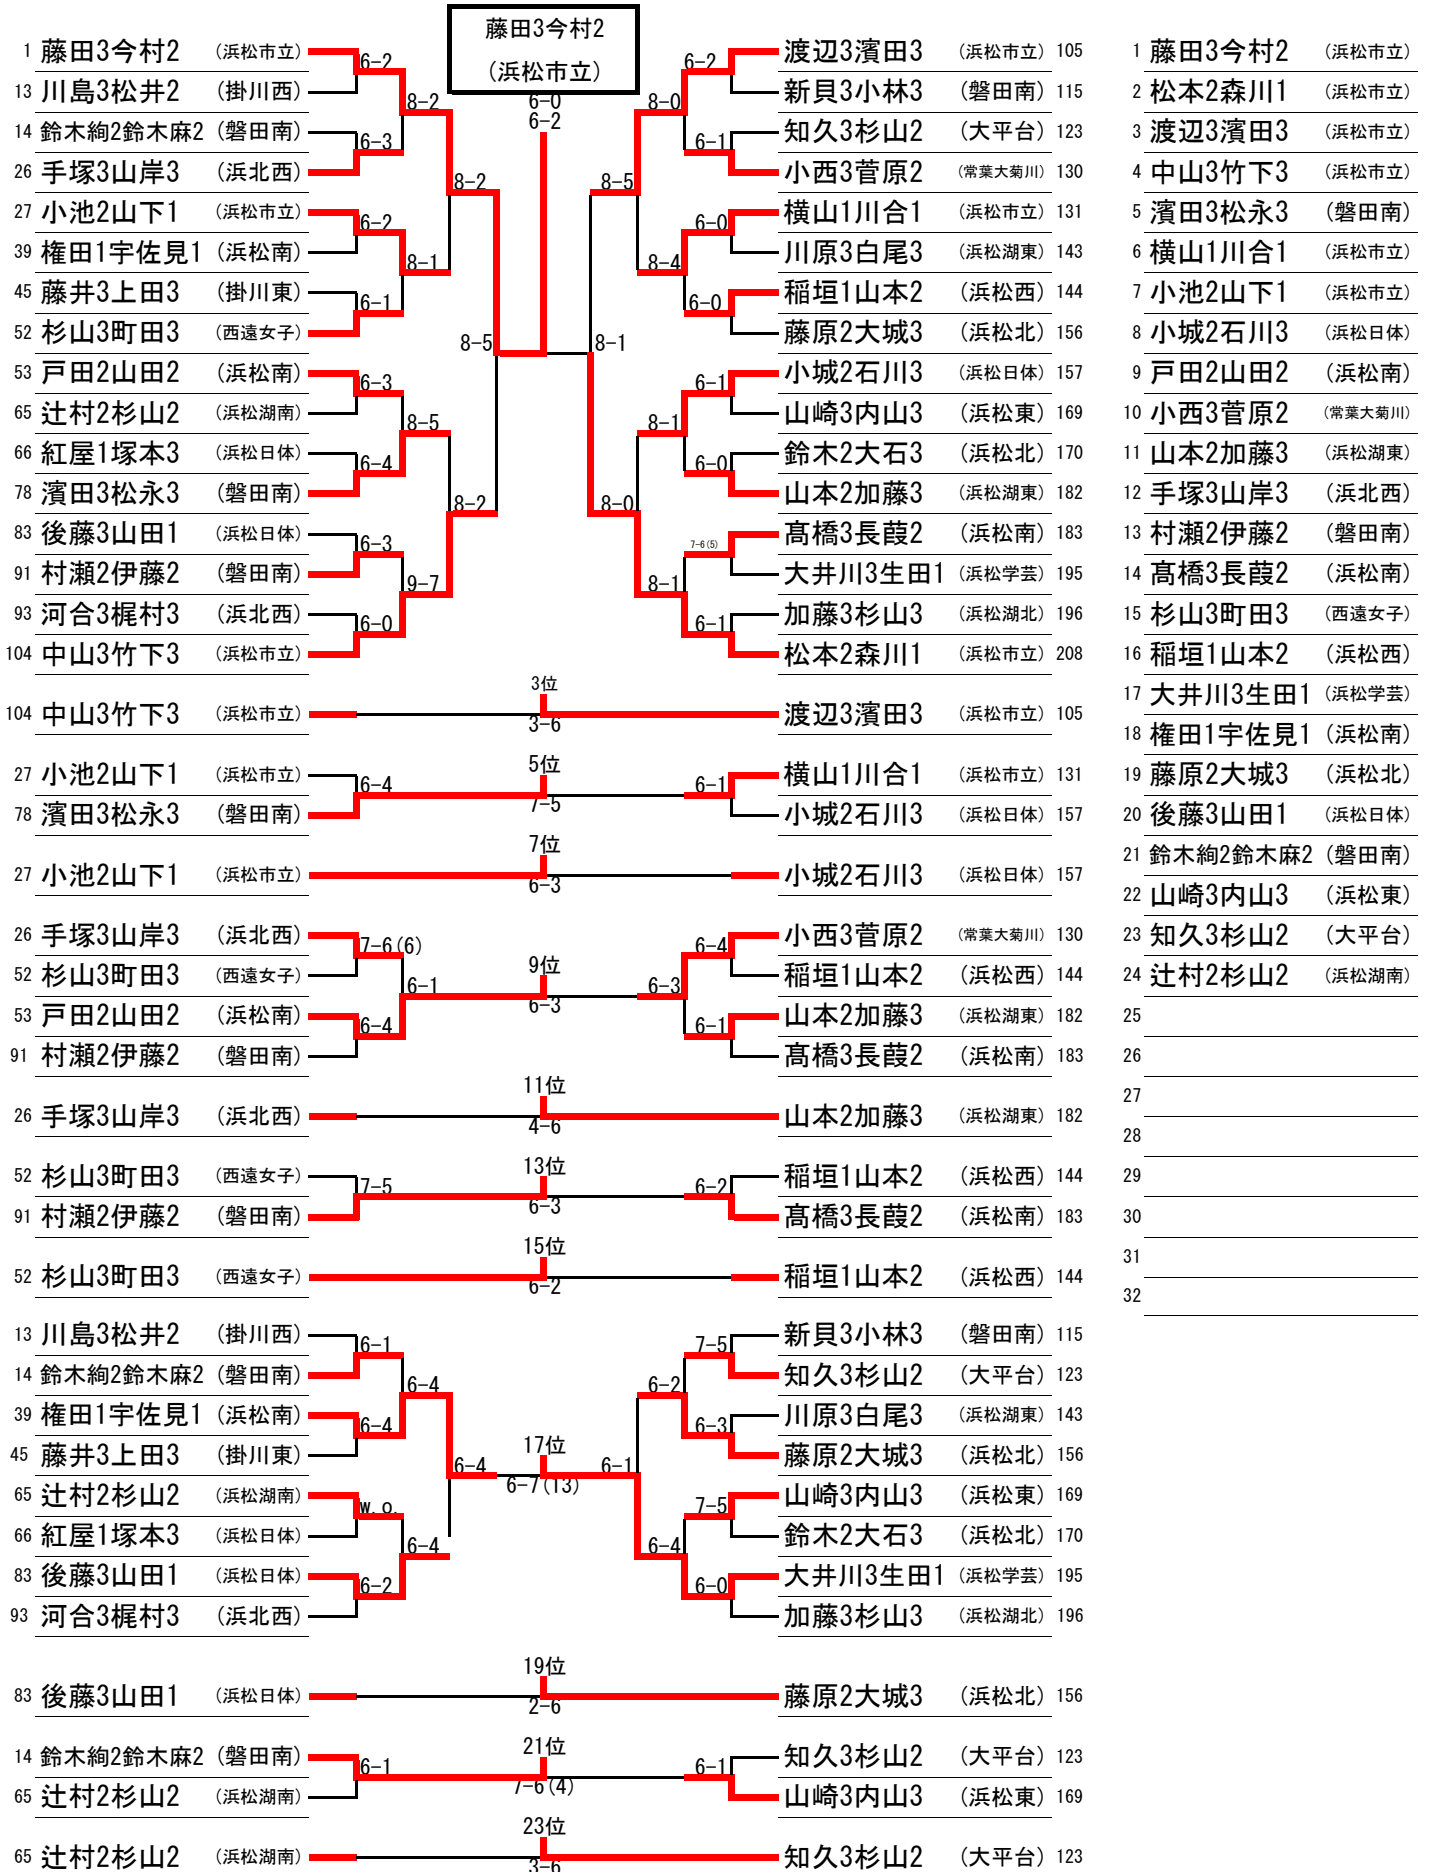 藤田3今村2
(浜松市立)
6-0
6-2
1 藤田3今村2 (浜松市立)
13 川島3松井2 (掛川西)
14 鈴木絢2鈴木麻2 (磐田南)
26 手塚3山岸3 (浜北西)
27 小池2山下1 (浜松市立)
39 権田1宇佐見1 (浜松南)
45 藤井3上田3 (掛川東)
52 杉山3町田3 (西遠女子)
53 戸田2山田2 (浜松南)
65 辻村2杉山2 (浜松湖南)
66 紅屋1塚本3 (浜松日体)
78 濱田3松永3 (磐田南)
83 後藤3山田1 (浜松日体)
91 村瀬2伊藤2 (磐田南)
93 河合3梶村3 (浜北西)
104 中山3竹下3 (浜松市立)
6-2
6-3
6-2
6-1
6-3
6-4
6-3
6-0
8-2
8-1
8-5
9-7
8-2
8-2
8-5
8-1
8-5
8-0
8-0
8-4
8-1
8-1
6-2
6-1
6-0
6-0
6-1
6-0
7-6(5)
6-1
渡辺3濱田3 (浜松市立) 105
新貝3小林3 (磐田南) 115
知久3杉山2 (大平台) 123
小西3菅原2 (常葉大菊川) 130
横山1川合1 (浜松市立) 131
川原3白尾3 (浜松湖東) 143
稲垣1山本2 (浜松西) 144
藤原2大城3 (浜松北) 156
小城2石川3 (浜松日体) 157
山崎3内山3 (浜松東) 169
鈴木2大石3 (浜松北) 170
山本2加藤3 (浜松湖東) 182
髙橋3長葭2 (浜松南) 183
大井川3生田1 (浜松学芸) 195
加藤3杉山3 (浜松湖北) 196
松本2森川1 (浜松市立) 208
3位
104 中山3竹下3 (浜松市立) 3-6 渡辺3濱田3 (浜松市立) 105
5位
27 小池2山下1 (浜松市立) 横山1川合1 (浜松市立) 131
6-4 7-5 6-1
78 濱田3松永3 (磐田南) 小城2石川3 (浜松日体) 157
7位
27 小池2山下1 (浜松市立) 6-3 小城2石川3 (浜松日体) 157
26 手塚3山岸3 (浜北西) 小西3菅原2 (常葉大菊川) 130
7-6(6) 6-4
52 杉山3町田3 (西遠女子) 9位 稲垣1山本2 (浜松西) 144
6-1 6-3 6-3
53 戸田2山田2 (浜松南) 山本2加藤3 (浜松湖東) 182
6-4 6-1
91 村瀬2伊藤2 (磐田南) 髙橋3長葭2 (浜松南) 183
11位
26 手塚3山岸3 (浜北西) 4-6 山本2加藤3 (浜松湖東) 182
13位
52 杉山3町田3 (西遠女子) 稲垣1山本2 (浜松西) 144
7-5 6-3 6-2
91 村瀬2伊藤2 (磐田南) 髙橋3長葭2 (浜松南) 183
15位
52 杉山3町田3 (西遠女子) 6-2 稲垣1山本2 (浜松西) 144
13 川島3松井2 (掛川西) 新貝3小林3 (磐田南) 115
6-1 7-5
14 鈴木絢2鈴木麻2 (磐田南) 知久3杉山2 (大平台) 123
6-4 6-2
39 権田1宇佐見1 (浜松南) 川原3白尾3 (浜松湖東) 143
6-4 6-3
45 藤井3上田3 (掛川東) 17位 藤原2大城3 (浜松北) 156
6-4 6-7(13) 6-1
65 辻村2杉山2 (浜松湖南) 山崎3内山3 (浜松東) 169
w.o. 7-5
66 紅屋1塚本3 (浜松日体) 鈴木2大石3 (浜松北) 170
6-4 6-4
83 後藤3山田1 (浜松日体) 大井川3生田1 (浜松学芸) 195
6-2 6-0
93 河合3梶村3 (浜北西) 加藤3杉山3 (浜松湖北) 196
19位
83 後藤3山田1 (浜松日体) 2-6 藤原2大城3 (浜松北) 156
21位
14 鈴木絢2鈴木麻2 (磐田南) 知久3杉山2 (大平台) 123
6-1 7-6(4) 6-1
65 辻村2杉山2 (浜松湖南) 山崎3内山3 (浜松東) 169
23位
65 辻村2杉山2 (浜松湖南) 3-6 知久3杉山2 (大平台) 123
1 藤田3今村2 (浜松市立)
2 松本2森川1 (浜松市立)
3 渡辺3濱田3 (浜松市立)
4 中山3竹下3 (浜松市立)
5 濱田3松永3 (磐田南)
6 横山1川合1 (浜松市立)
7 小池2山下1 (浜松市立)
8 小城2石川3 (浜松日体)
9 戸田2山田2 (浜松南)
10 小西3菅原2 (常葉大菊川)
11 山本2加藤3 (浜松湖東)
12 手塚3山岸3 (浜北西)
13 村瀬2伊藤2 (磐田南)
14 髙橋3長葭2 (浜松南)
15 杉山3町田3 (西遠女子)
16 稲垣1山本2 (浜松西)
17 大井川3生田1 (浜松学芸)
18 権田1宇佐見1 (浜松南)
19 藤原2大城3 (浜松北)
20 後藤3山田1 (浜松日体)
21 鈴木絢2鈴木麻2 (磐田南)
22 山崎3内山3 (浜松東)
23 知久3杉山2 (大平台)
24 辻村2杉山2 (浜松湖南)
25
26
27
28
29
30
31
32